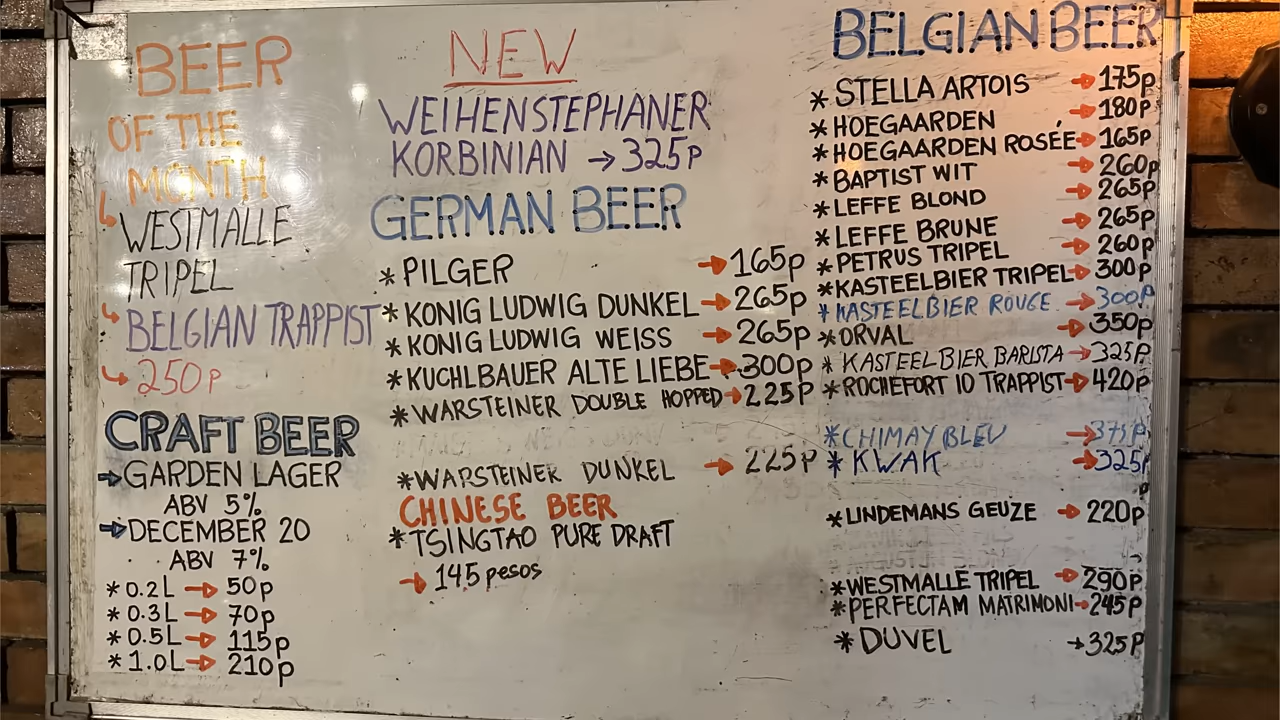 BEER
OF THE
MONTH
WESTMALLE
TRIPEL
BELGIAN TRAPPIST
250P
CRAFT BEER
GARDEN LAGER
ABV 5%
DECEMBER 20
ABV 7%
* 0.2L → 50p
* 0.3L → 70p
* 0.5L → 115p
* 1.0L → 210p
NEW
WEIHENSTEPHANER
KORBINIAN → 325P
GERMAN BEER
* PILGER → 165p
* KONIG LUDWIG DUNKEL → 265p
* KONIG LUDWIG WEISS → 265p
* KUCHLBAUER ALTE LIEBE → 300p
* WARSTEINER DOUBLE HOPPED → 225P
* WARSTEINER DUNKEL → 225P
CHINESE BEER
* TSINGTAO PURE DRAFT
→ 145 pesos
BELGIAN BEER
* STELLA ARTOIS → 175p
* HOEGAARDEN → 180p
* HOEGAARDEN ROSÉE → 165p
* BAPTIST WIT → 260p
* LEFFE BLOND → 265p
* LEFFE BRUNE → 265p
* PETRUS TRIPEL → 260p
* KASTEELBIER TRIPEL → 300p
* KASTEELBIER ROUGE → 300P
* ORVAL → 350p
* KASTEELBIER BARISTA → 325P
* ROCHEFORT 10 TRAPPIST → 420p
* CHIMAY BLEU → 375P
* KWAK → 325p
* LINDEMANS GEUZE → 220p
* WESTMALLE TRIPEL → 290p
* PERFECTAM MATRIMONI → 245P
* DUVEL → 325P